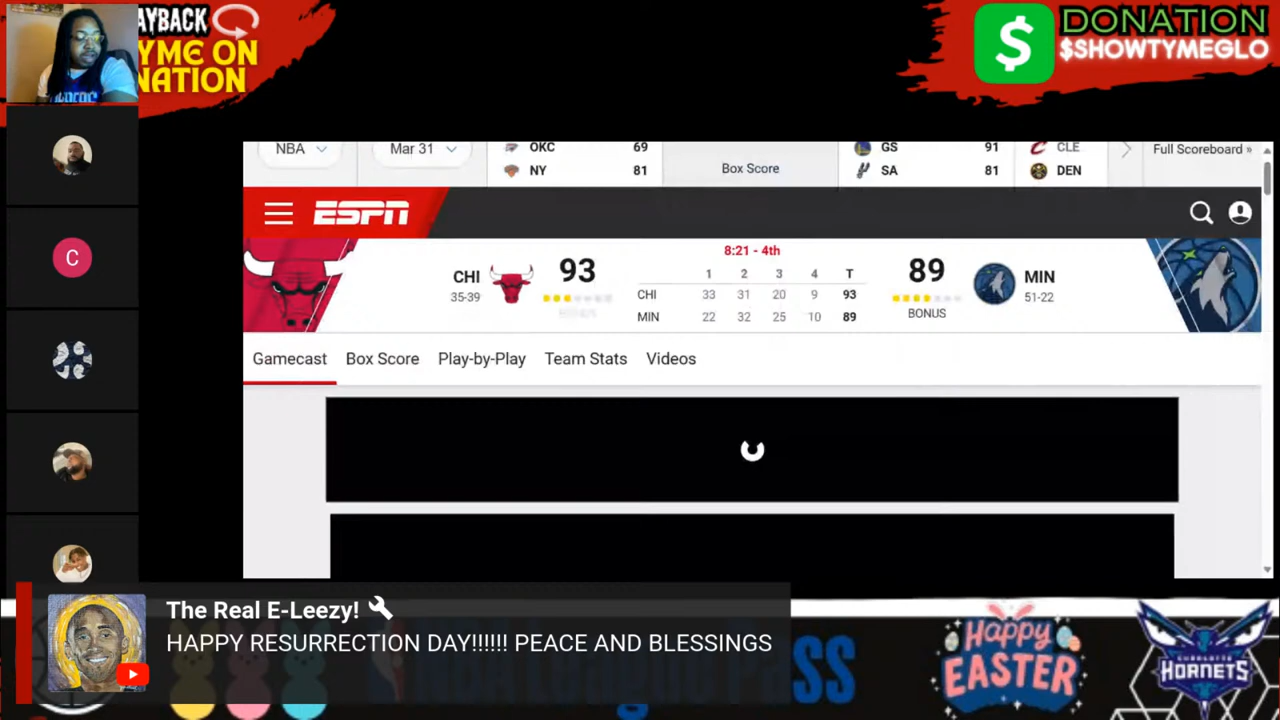 AYBACK
YME ON
NATION
DONATION
$SHOWTYMEGLO
NBA
Mar 31
OKC 69
NY 81
Box Score
GS 91
SA 81
CLE
DEN
Full Scoreboard »
ESPN
8:21 - 4th
CHI 93
35-39
1 2 3 4 T
CHI 33 31 20 9 93
MIN 22 32 25 10 89
89 MIN
51-22
BONUS
Gamecast Box Score Play-by-Play Team Stats Videos
C
The Real E-Leezy!
HAPPY RESURRECTION DAY!!!!!! PEACE AND BLESSINGS
SS
Happy
EASTER
CHARLOTTE
HORNETS